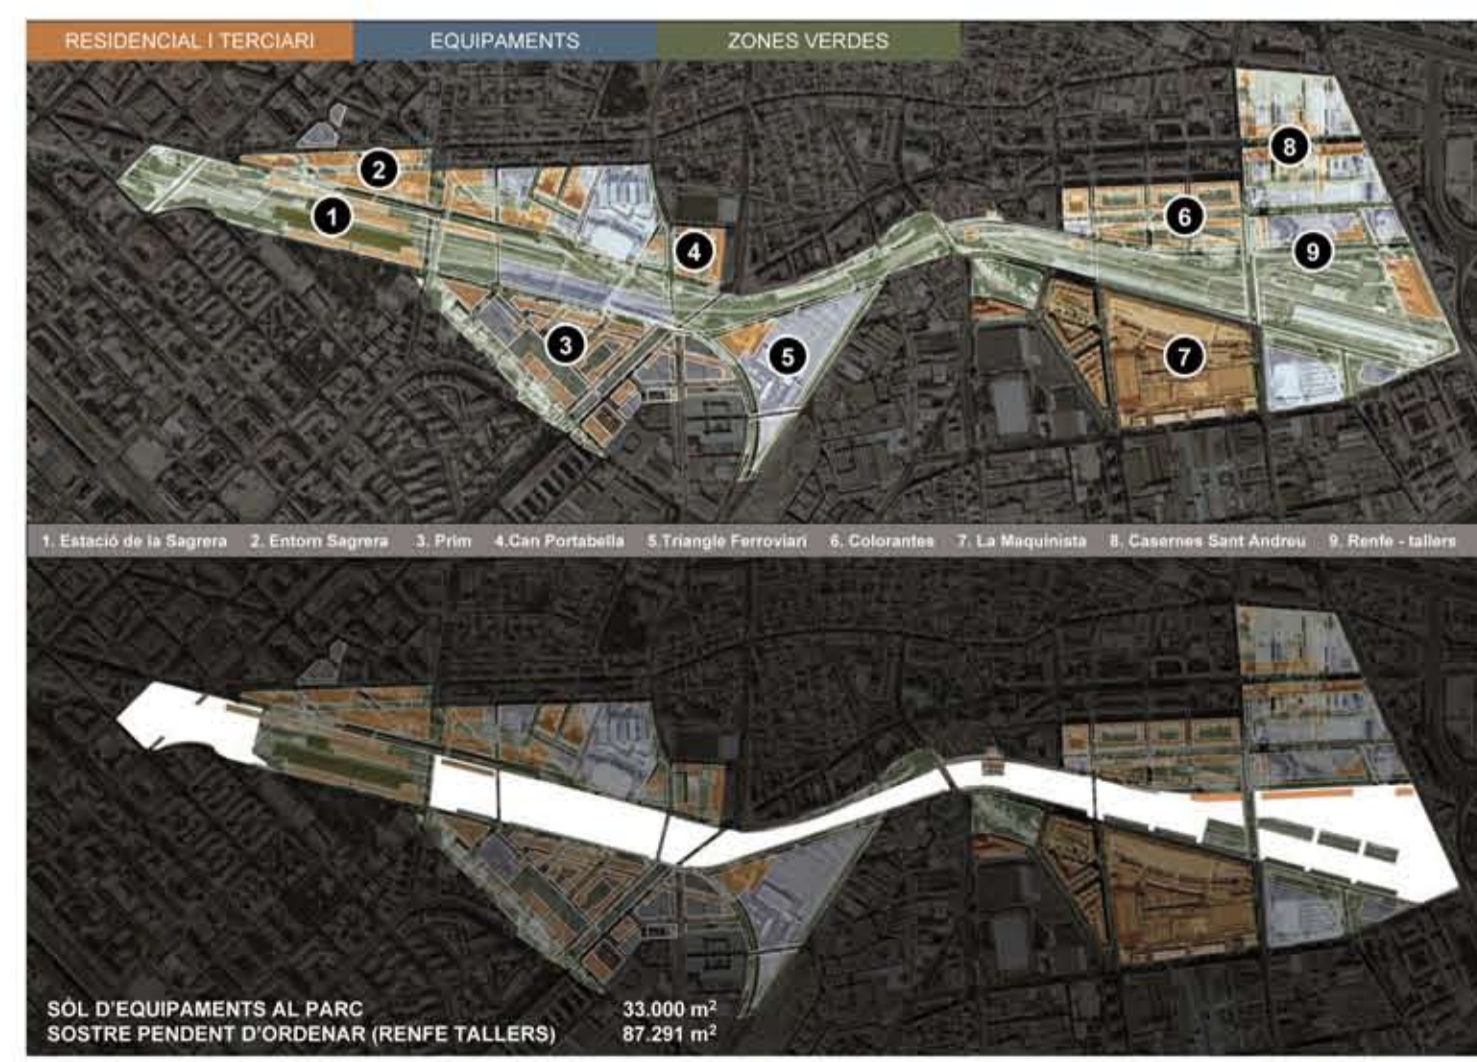 RESIDENCIAL I TERCIARI EQUIPAMENTS ZONES VERDES
8
2
1
6
4
9
3
5
7
1. Estació de la Sagrera 2. Entorn Sagrera 3. Prim 4.Can Portabella 5.Triangle Ferroviari 6. Colorantes 7. La Maquinista 8. Casernes Sant Andreu 9. Renfe - tallers
SÒL D'EQUIPAMENTS AL PARC 33.000 m²
SOSTRE PENDENT D'ORDENAR (RENFE TALLERS) 87.291 m²